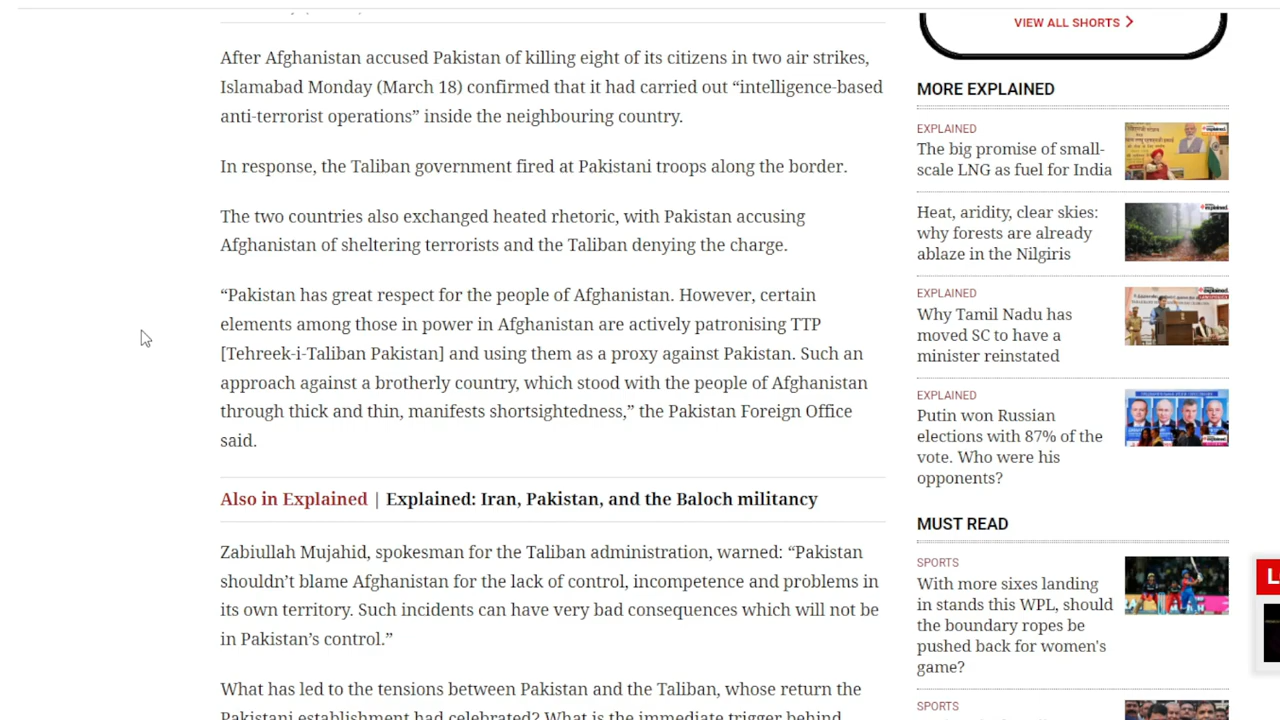 After Afghanistan accused Pakistan of killing eight of its citizens in two air strikes,
Islamabad Monday (March 18) confirmed that it had carried out “intelligence-based
anti-terrorist operations” inside the neighbouring country.
In response, the Taliban government fired at Pakistani troops along the border.
The two countries also exchanged heated rhetoric, with Pakistan accusing
Afghanistan of sheltering terrorists and the Taliban denying the charge.
“Pakistan has great respect for the people of Afghanistan. However, certain
elements among those in power in Afghanistan are actively patronising TTP
[Tehreek-i-Taliban Pakistan] and using them as a proxy against Pakistan. Such an
approach against a brotherly country, which stood with the people of Afghanistan
through thick and thin, manifests shortsightedness,” the Pakistan Foreign Office
said.
Also in Explained | Explained: Iran, Pakistan, and the Baloch militancy
Zabiullah Mujahid, spokesman for the Taliban administration, warned: “Pakistan
shouldn’t blame Afghanistan for the lack of control, incompetence and problems in
its own territory. Such incidents can have very bad consequences which will not be
in Pakistan’s control.”
What has led to the tensions between Pakistan and the Taliban, whose return the
Pakistani establishment had celebrated? What is the immediate trigger behind
VIEW ALL SHORTS
MORE EXPLAINED
EXPLAINED
The big promise of small-
scale LNG as fuel for India
Heat, aridity, clear skies:
why forests are already
ablaze in the Nilgiris
EXPLAINED
Why Tamil Nadu has
moved SC to have a
minister reinstated
EXPLAINED
Putin won Russian
elections with 87% of the
vote. Who were his
opponents?
MUST READ
SPORTS
With more sixes landing
in stands this WPL, should
the boundary ropes be
pushed back for women's
game?
SPORTS
L